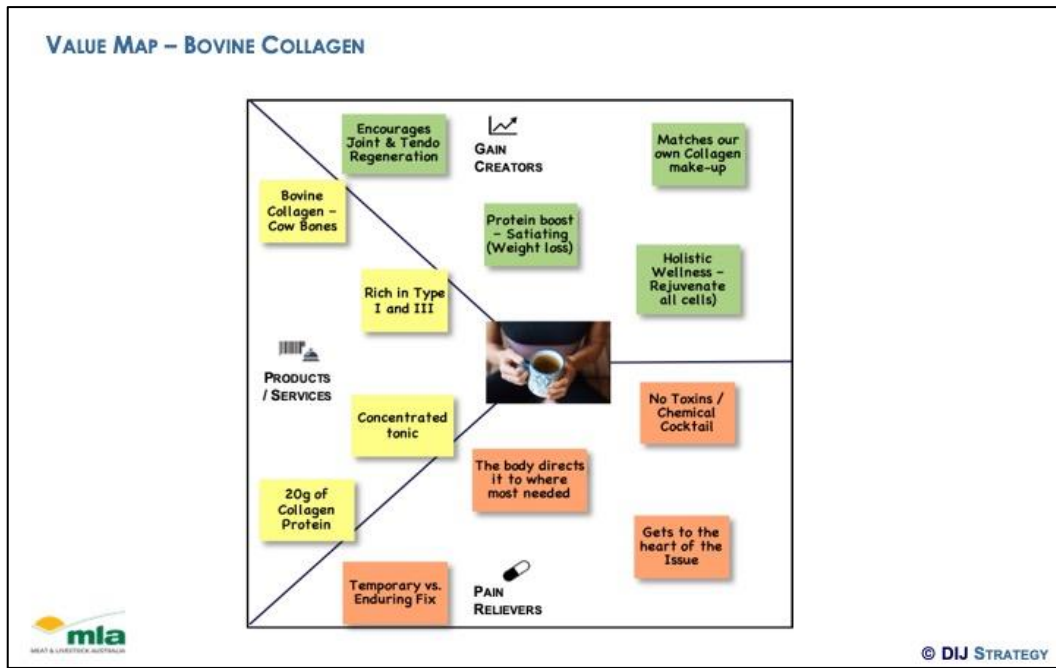 VALUE MAP – BOVINE COLLAGEN
Encourages
Joint & Tendo
Regeneration
GAIN
CREATORS
Matches our
own Collagen
make-up
Bovine
Collagen –
Cow Bones
Protein boost
– Satiating
(Weight loss)
Holistic
Wellness –
Rejuvenate
all cells)
Rich in Type
I and III
PRODUCTS
/ SERVICES
No Toxins /
Chemical
Cocktail
Concentrated
tonic
The body directs
it to where
most needed
20g of
Collagen
Protein
Gets to the
heart of the
Issue
Temporary vs.
Enduring Fix
PAIN
RELIEVERS
mla
MEAT & LIVESTOCK AUSTRALIA
© DIJ STRATEGY